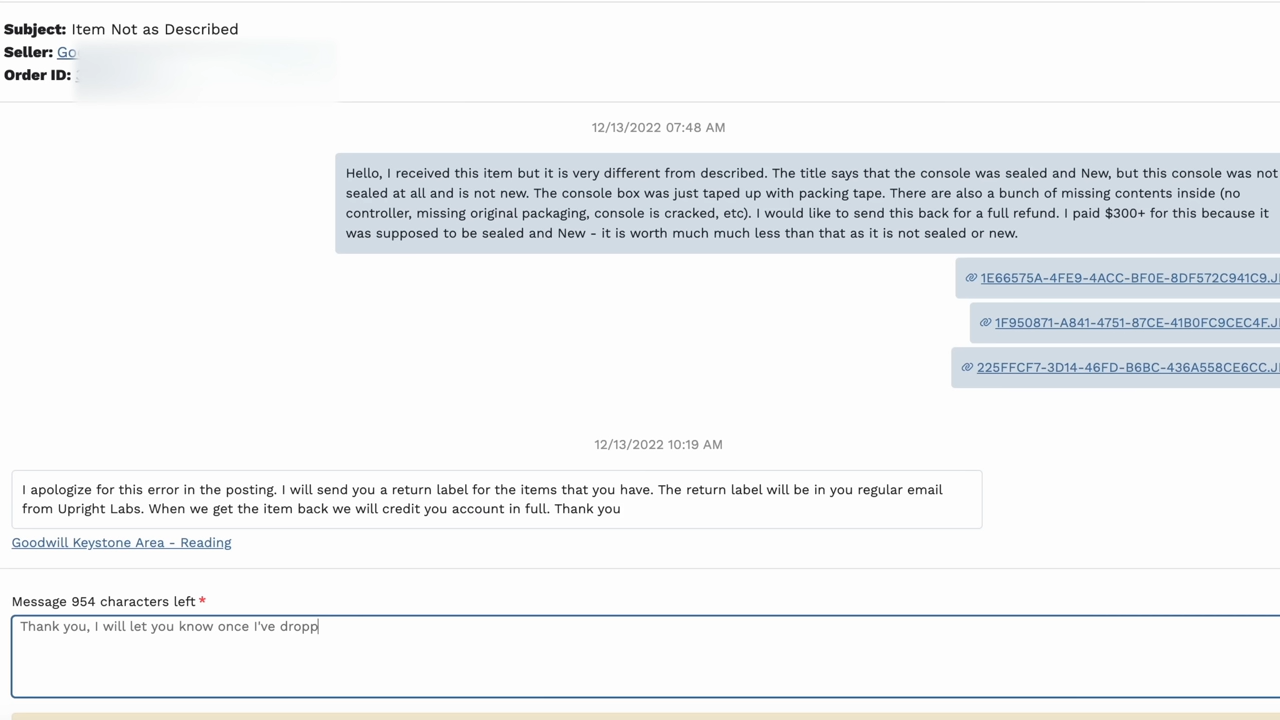 Subject: Item Not as Described
Seller: Go
Order ID:
12/13/2022 07:48 AM
Hello, I received this item but it is very different from described. The title says that the console was sealed and New, but this console was not
sealed at all and is not new. The console box was just taped up with packing tape. There are also a bunch of missing contents inside (no
controller, missing original packaging, console is cracked, etc). I would like to send this back for a full refund. I paid $300+ for this because it
was supposed to be sealed and New - it is worth much much less than that as it is not sealed or new.
1E66575A-4FE9-4ACC-BF0E-8DF572C941C9.J
1F950871-A841-4751-87CE-41B0FC9CEC4F.J
225FFCF7-3D14-46FD-B6BC-436A558CE6CC.J
12/13/2022 10:19 AM
I apologize for this error in the posting. I will send you a return label for the items that you have. The return label will be in you regular email
from Upright Labs. When we get the item back we will credit you account in full. Thank you
Goodwill Keystone Area - Reading
Message 954 characters left *
Thank you, I will let you know once I've dropp